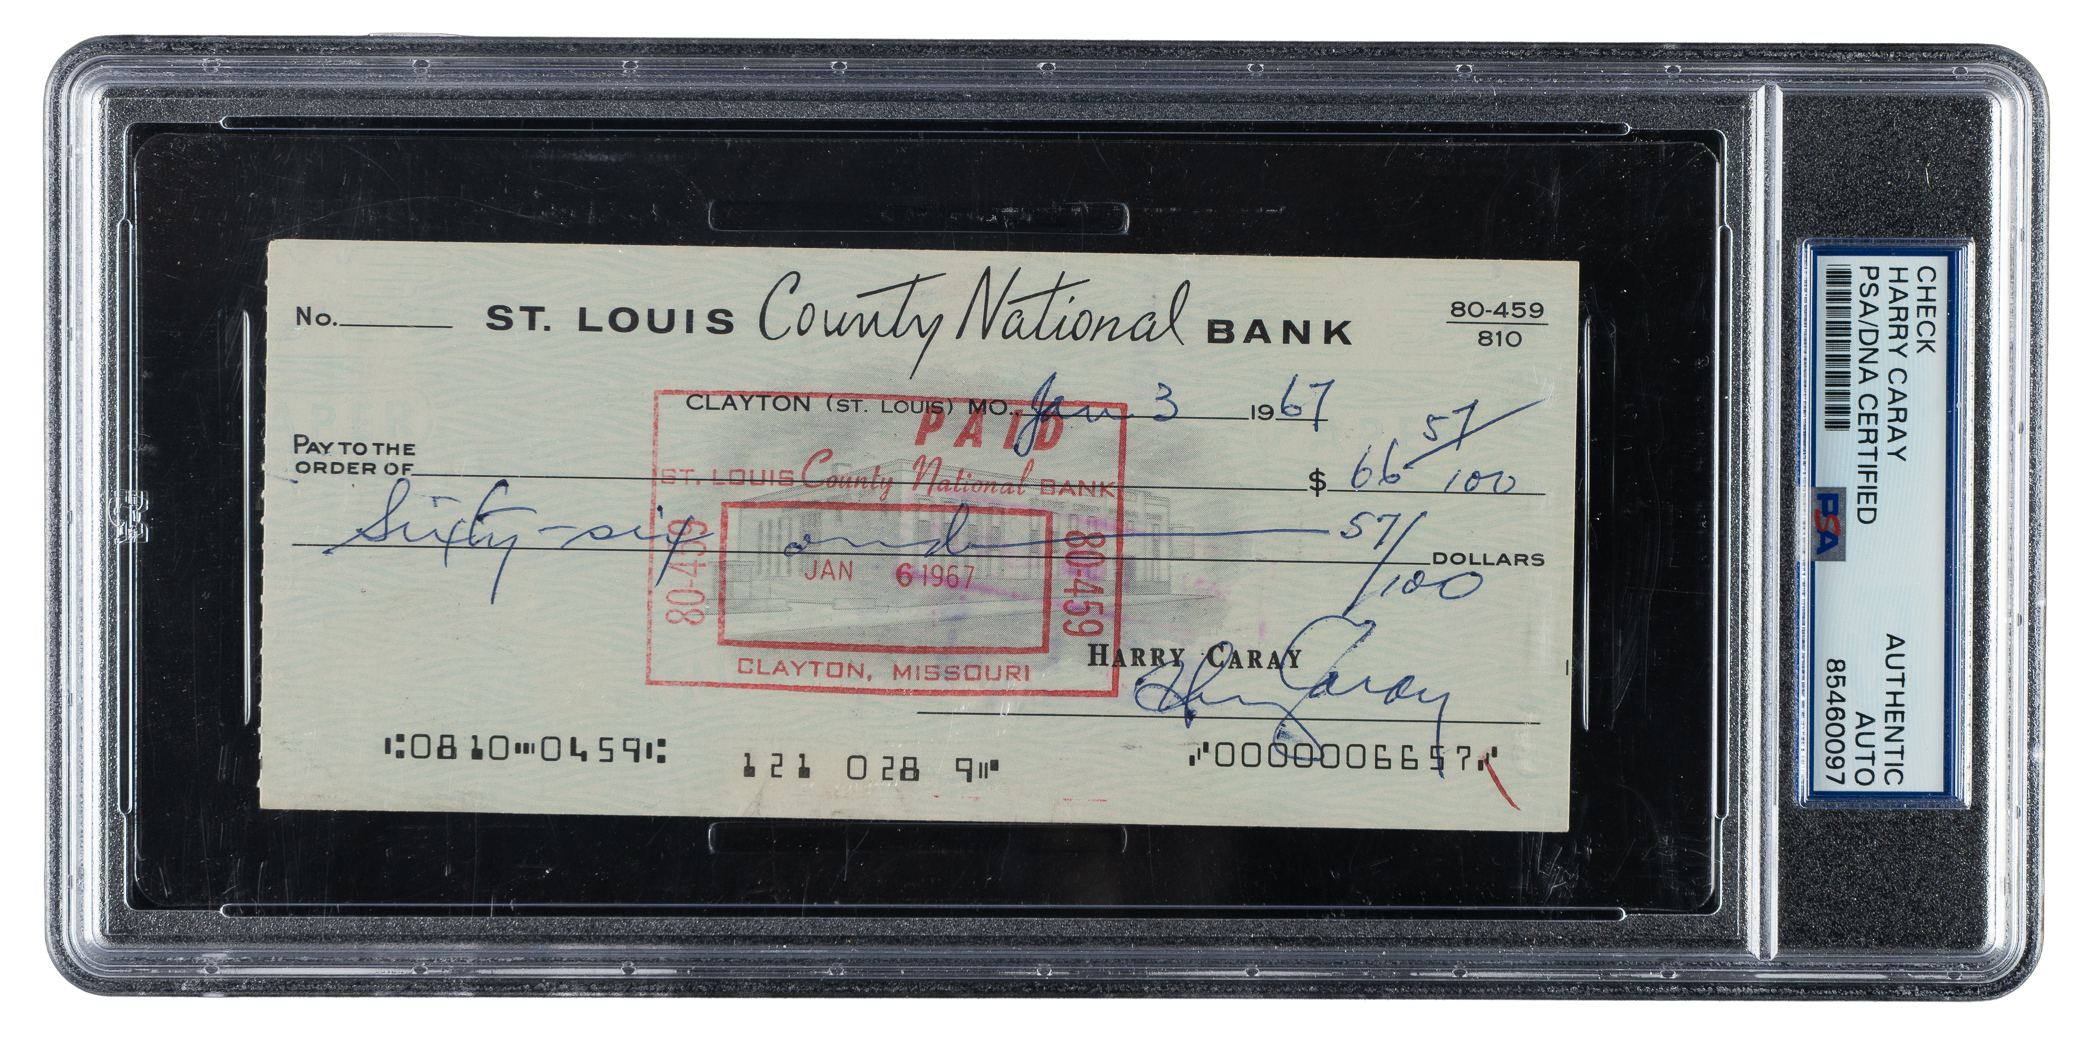 No. ST. LOUIS County National BANK 80-459
810
CLAYTON (ST. LOUIS) MO. Jan 3 1967
PAID
PAY TO THE
ORDER OF $ 66 57/100
ST. LOUIS County National BANK
Sixty-six and 57/100 DOLLARS
80-459
JAN 6 1967
80-459
CLAYTON, MISSOURI
HARRY CARAY
Harry Caray
⑆0810⑉0459⑆ 121 028 9⑈ ⑇0000006657⑇
CHECK
HARRY CARAY
PSA/DNA CERTIFIED
PSA
AUTHENTIC
AUTO
85460097